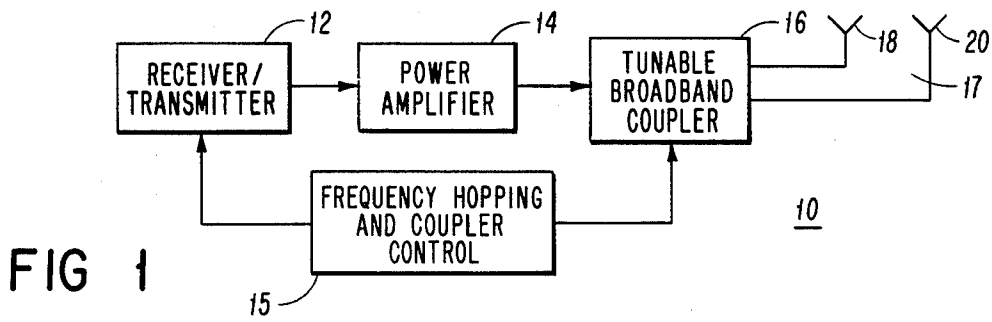 12
14
16
18
20
RECEIVER/
TRANSMITTER
POWER
AMPLIFIER
TUNABLE
BROADBAND
COUPLER
17
FREQUENCY HOPPING
AND COUPLER
CONTROL
10
FIG 1
15